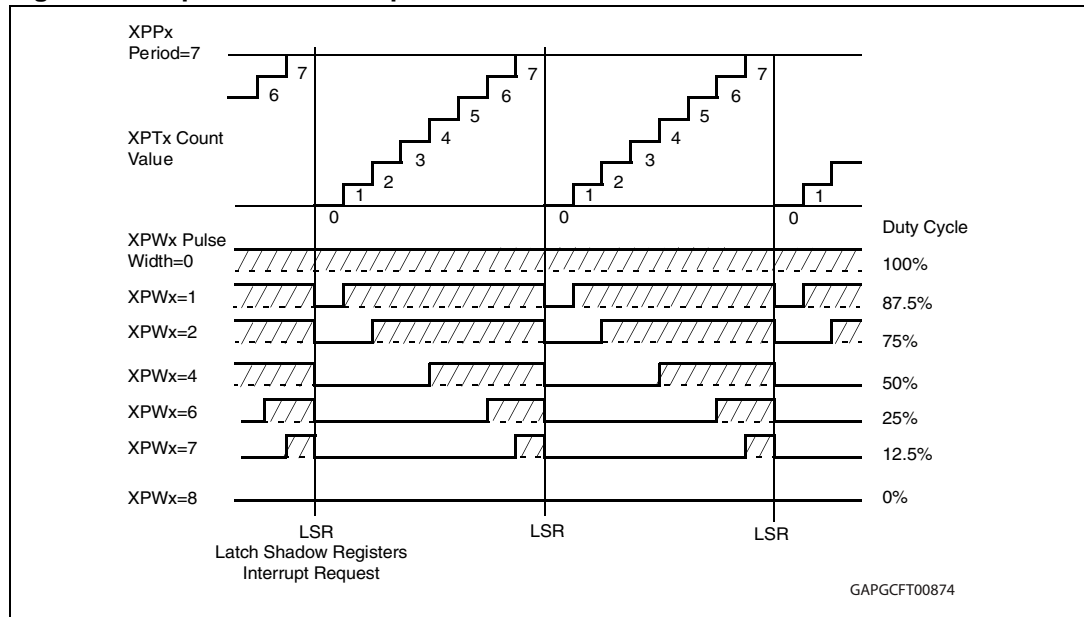 XPPx
Period=7
7
7
7
6
6
6
5
5
XPTx Count
Value
4
4
3
3
2
2
1
1
1
0
0
0
Duty Cycle
XPWx Pulse
Width=0
100%
XPWx=1
87.5%
XPWx=2
75%
XPWx=4
50%
XPWx=6
25%
XPWx=7
12.5%
XPWx=8
0%
LSR
LSR
LSR
Latch Shadow Registers
Interrupt Request
GAPGCFT00874